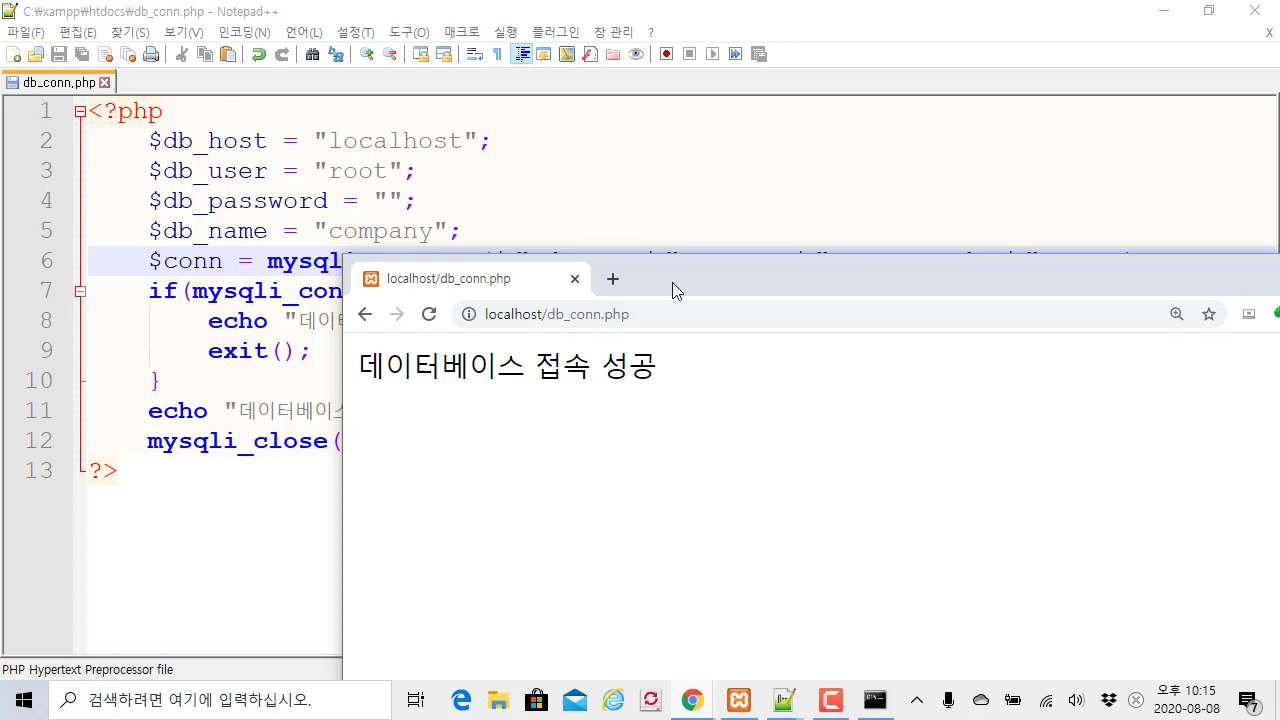 C:₩xampp₩htdocs₩db_conn.php - Notepad++
파일(F) 편집(E) 찾기(S) 보기(V) 인코딩(N) 언어(L) 설정(T) 도구(O) 매크로 실행 플러그인 창 관리 ? X
db_conn.php
1 <?php
2 $db_host = "localhost";
3 $db_user = "root";
4 $db_password = "";
5 $db_name = "company";
6 $conn = mysql
7 if(mysqli_con
8 echo "데이
9 exit();
10 }
11 echo "데이터베이스
12 mysqli_close(
13 ?>
localhost/db_conn.php
localhost/db_conn.php
데이터베이스 접속 성공
PHP Hypertext Preprocessor file
검색하려면 여기에 입력하십시오.
오후 10:15
2020-08-08
7